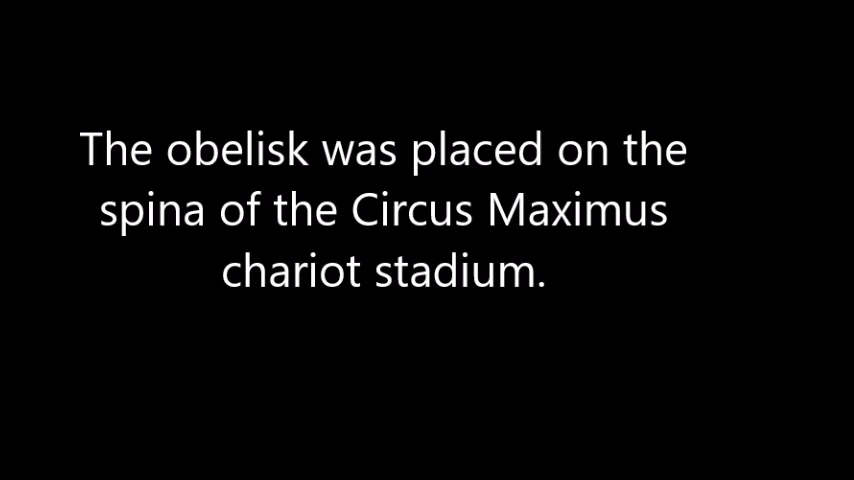 The obelisk was placed on the
spina of the Circus Maximus
chariot stadium.